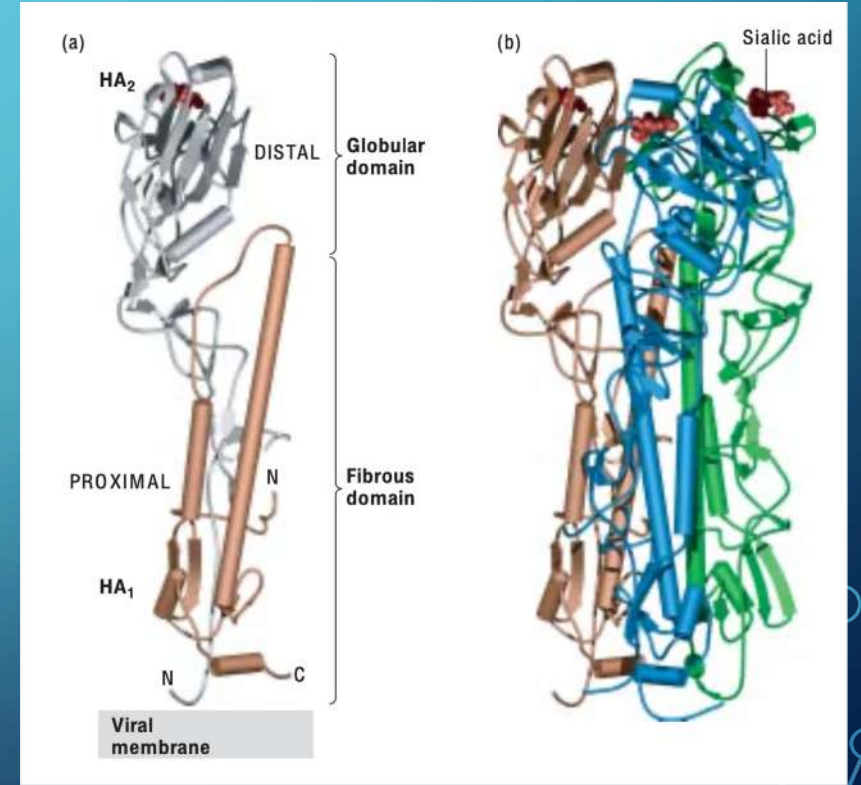 (a)
HA2
DISTAL
Globular
domain
PROXIMAL
N
Fibrous
domain
HA1
N
C
Viral
membrane
(b)
Sialic acid